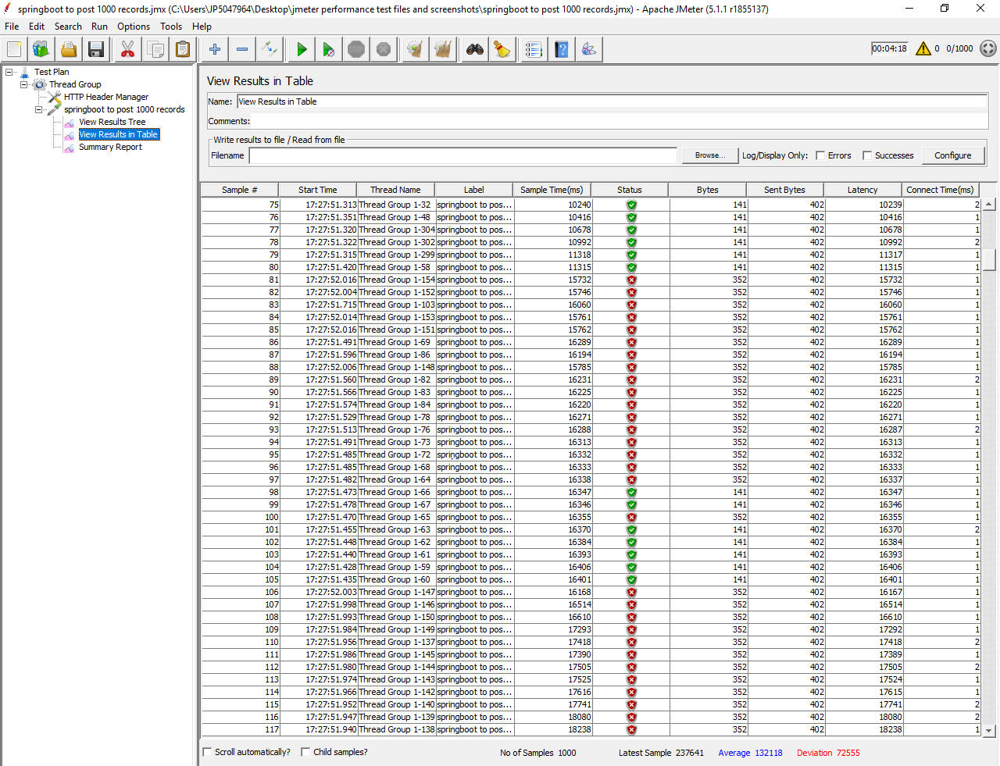 springboot to post 1000 records.jmx (C:\Users\JP5047964\Desktop\jmeter performance test files and screenshots\springboot to post 1000 records.jmx) - Apache JMeter (5.1.1 r1855137)
File Edit Search Run Options Tools Help
STOP 00:04:18 0 0/1000
Test Plan
Thread Group
HTTP Header Manager
springboot to post 1000 records
View Results Tree
View Results in Table
Summary Report
View Results in Table
Name: View Results in Table
Comments:
Write results to file / Read from file
Filename Browse... Log/Display Only: Errors Successes Configure
Sample # Start Time Thread Name Label Sample Time(ms) Status Bytes Sent Bytes Latency Connect Time(ms)
75 17:27:51.313 Thread Group 1-32 springboot to pos... 10240 141 402 10239 2
76 17:27:51.351 Thread Group 1-48 springboot to pos... 10416 141 402 10416 1
77 17:27:51.320 Thread Group 1-304 springboot to pos... 10678 141 402 10678 1
78 17:27:51.322 Thread Group 1-302 springboot to pos... 10992 141 402 10992 2
79 17:27:51.315 Thread Group 1-299 springboot to pos... 11318 141 402 11317 1
80 17:27:51.420 Thread Group 1-58 springboot to pos... 11315 141 402 11315 1
81 17:27:52.016 Thread Group 1-154 springboot to pos... 15732 352 402 15732 1
82 17:27:52.004 Thread Group 1-152 springboot to pos... 15746 352 402 15746 1
83 17:27:51.715 Thread Group 1-103 springboot to pos... 16060 352 402 16060 1
84 17:27:52.014 Thread Group 1-153 springboot to pos... 15761 352 402 15761 1
85 17:27:52.016 Thread Group 1-151 springboot to pos... 15762 352 402 15762 1
86 17:27:51.491 Thread Group 1-69 springboot to pos... 16289 352 402 16289 1
87 17:27:51.596 Thread Group 1-86 springboot to pos... 16194 352 402 16194 1
88 17:27:52.006 Thread Group 1-148 springboot to pos... 15785 352 402 15785 1
89 17:27:51.560 Thread Group 1-82 springboot to pos... 16231 352 402 16231 2
90 17:27:51.566 Thread Group 1-83 springboot to pos... 16225 352 402 16225 1
91 17:27:51.574 Thread Group 1-84 springboot to pos... 16220 352 402 16220 1
92 17:27:51.529 Thread Group 1-78 springboot to pos... 16271 352 402 16271 1
93 17:27:51.513 Thread Group 1-76 springboot to pos... 16288 352 402 16287 2
94 17:27:51.491 Thread Group 1-73 springboot to pos... 16313 352 402 16313 1
95 17:27:51.485 Thread Group 1-72 springboot to pos... 16332 352 402 16332 1
96 17:27:51.485 Thread Group 1-68 springboot to pos... 16333 352 402 16333 1
97 17:27:51.482 Thread Group 1-64 springboot to pos... 16338 352 402 16337 1
98 17:27:51.473 Thread Group 1-66 springboot to pos... 16347 141 402 16347 1
99 17:27:51.478 Thread Group 1-67 springboot to pos... 16346 141 402 16346 1
100 17:27:51.470 Thread Group 1-65 springboot to pos... 16355 352 402 16355 1
101 17:27:51.455 Thread Group 1-63 springboot to pos... 16370 141 402 16370 2
102 17:27:51.448 Thread Group 1-62 springboot to pos... 16384 141 402 16384 1
103 17:27:51.440 Thread Group 1-61 springboot to pos... 16393 141 402 16393 1
104 17:27:51.428 Thread Group 1-59 springboot to pos... 16406 141 402 16406 1
105 17:27:51.435 Thread Group 1-60 springboot to pos... 16401 141 402 16401 1
106 17:27:52.003 Thread Group 1-147 springboot to pos... 16168 352 402 16167 1
107 17:27:51.998 Thread Group 1-146 springboot to pos... 16514 352 402 16514 1
108 17:27:51.993 Thread Group 1-150 springboot to pos... 16610 352 402 16610 1
109 17:27:51.984 Thread Group 1-149 springboot to pos... 17293 352 402 17292 1
110 17:27:51.956 Thread Group 1-137 springboot to pos... 17418 352 402 17418 2
111 17:27:51.986 Thread Group 1-145 springboot to pos... 17390 352 402 17389 1
112 17:27:51.980 Thread Group 1-144 springboot to pos... 17505 352 402 17505 2
113 17:27:51.974 Thread Group 1-143 springboot to pos... 17525 352 402 17524 1
114 17:27:51.966 Thread Group 1-142 springboot to pos... 17616 352 402 17615 1
115 17:27:51.952 Thread Group 1-140 springboot to pos... 17741 352 402 17741 2
116 17:27:51.947 Thread Group 1-139 springboot to pos... 18080 352 402 18080 2
117 17:27:51.940 Thread Group 1-138 springboot to pos... 18238 352 402 18238 1
Scroll automatically? Child samples? No of Samples 1000 Latest Sample 237641 Average 132118 Deviation 72555